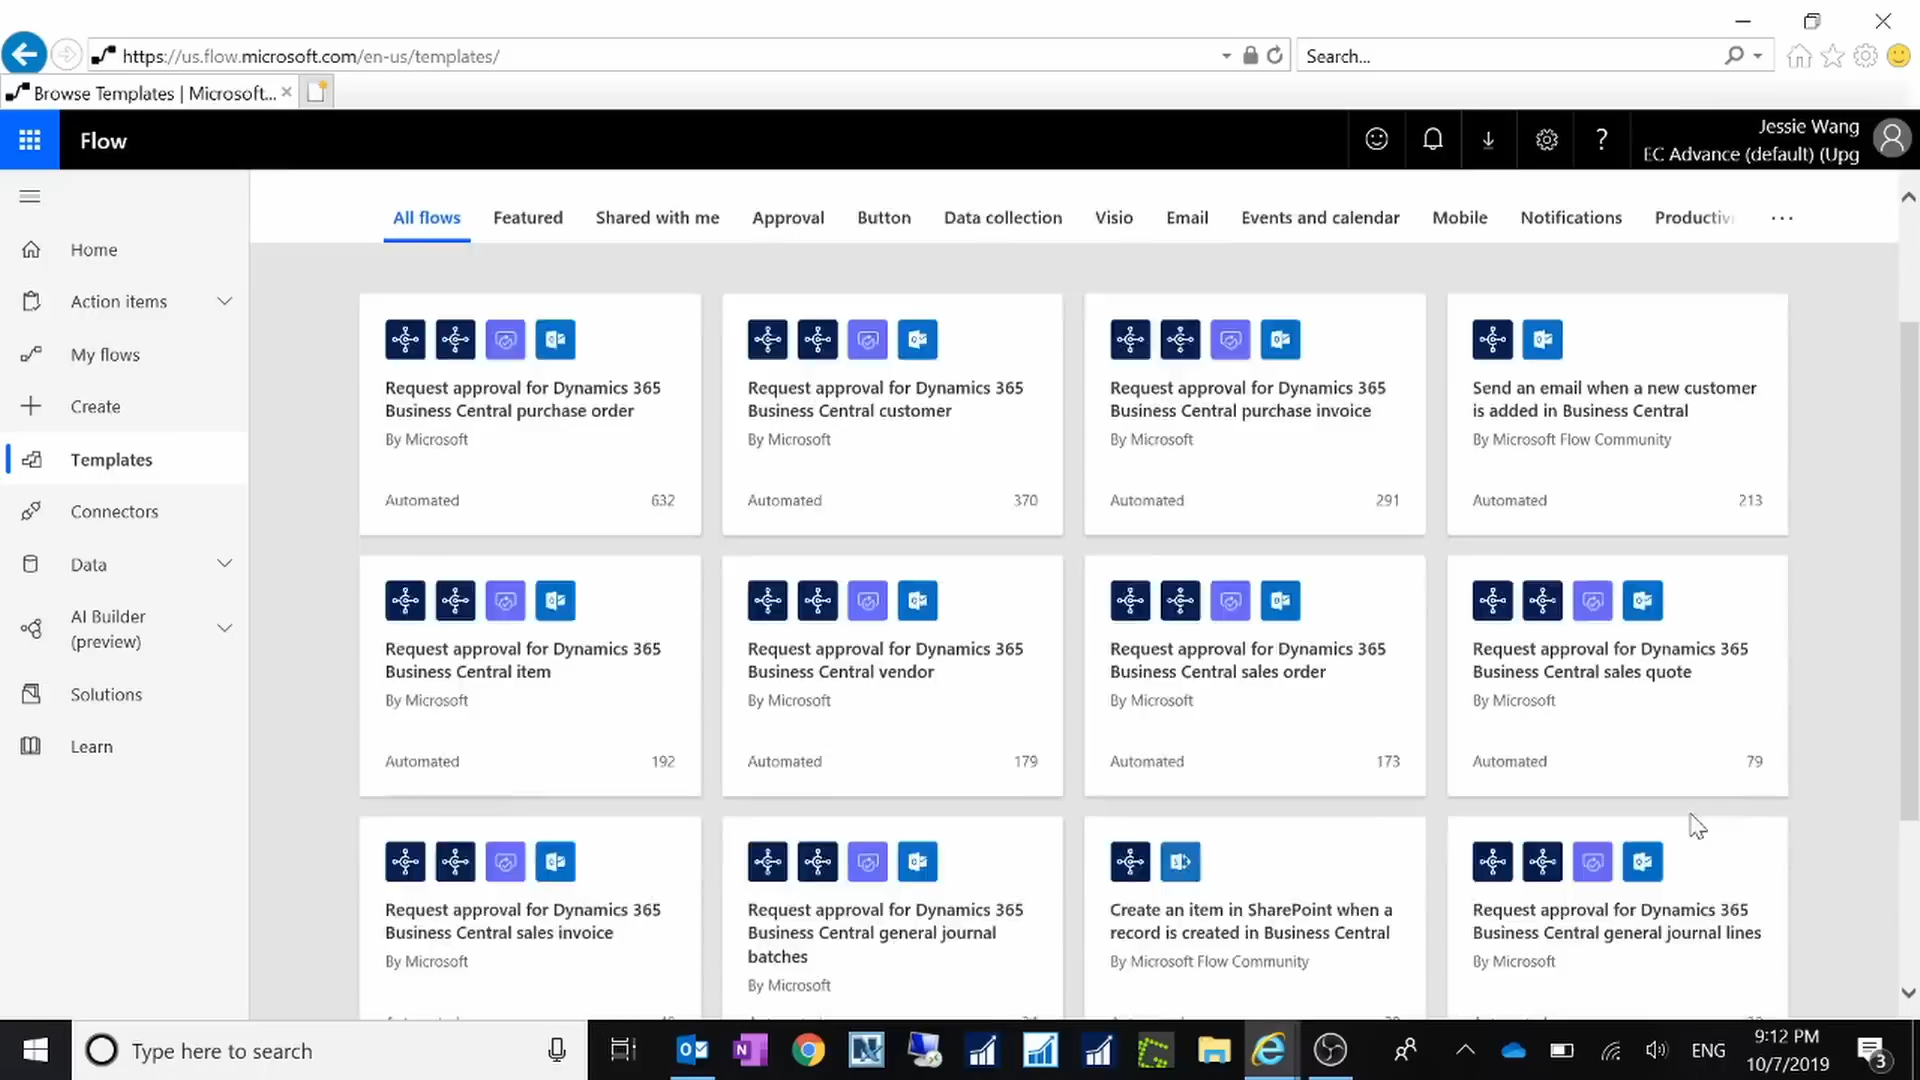 https://us.flow.microsoft.com/en-us/templates/
Search...
Browse Templates | Microsoft...
Flow
Jessie Wang
EC Advance (default) (Upg
All flows
Featured
Shared with me
Approval
Button
Data collection
Visio
Email
Events and calendar
Mobile
Notifications
Productiv
...
Home
Action items
My flows
Create
Templates
Connectors
Data
AI Builder
(preview)
Solutions
Learn
Request approval for Dynamics 365
Business Central purchase order
By Microsoft
Automated 632
Request approval for Dynamics 365
Business Central customer
By Microsoft
Automated 370
Request approval for Dynamics 365
Business Central purchase invoice
By Microsoft
Automated 291
Send an email when a new customer
is added in Business Central
By Microsoft Flow Community
Automated 213
Request approval for Dynamics 365
Business Central item
By Microsoft
Automated 192
Request approval for Dynamics 365
Business Central vendor
By Microsoft
Automated 179
Request approval for Dynamics 365
Business Central sales order
By Microsoft
Automated 173
Request approval for Dynamics 365
Business Central sales quote
By Microsoft
Automated 79
Request approval for Dynamics 365
Business Central sales invoice
By Microsoft
Request approval for Dynamics 365
Business Central general journal
batches
By Microsoft
Create an item in SharePoint when a
record is created in Business Central
By Microsoft Flow Community
Request approval for Dynamics 365
Business Central general journal lines
By Microsoft
Type here to search
ENG
9:12 PM
10/7/2019
3